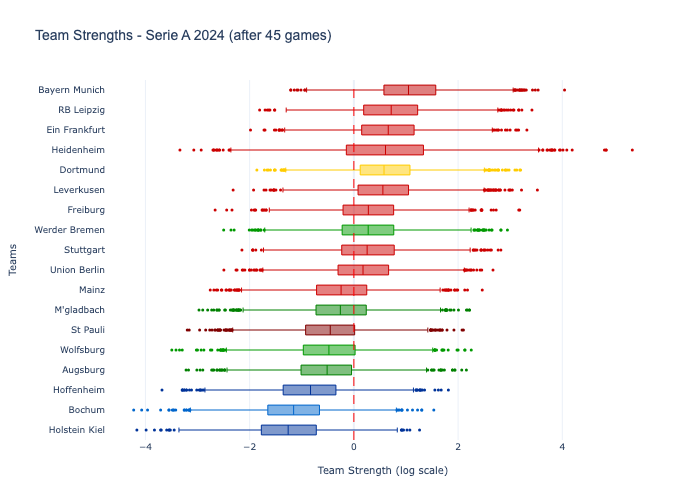 Team Strengths - Serie A 2024 (after 45 games)
Bayern Munich
RB Leipzig
Ein Frankfurt
Heidenheim
Dortmund
Leverkusen
Freiburg
Werder Bremen
Stuttgart
Union Berlin
Mainz
M'gladbach
St Pauli
Wolfsburg
Augsburg
Hoffenheim
Bochum
Holstein Kiel
Teams
−4 −2 0 2 4
Team Strength (log scale)